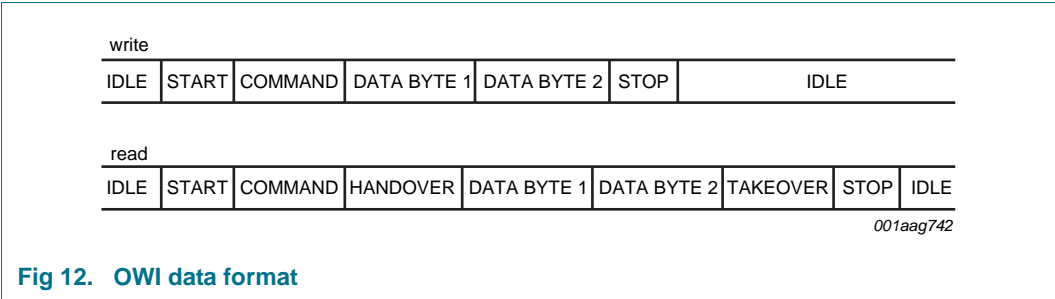 write
IDLE START COMMAND DATA BYTE 1 DATA BYTE 2 STOP IDLE
read
IDLE START COMMAND HANDOVER DATA BYTE 1 DATA BYTE 2 TAKEOVER STOP IDLE
001aag742
Fig 12. OWI data format